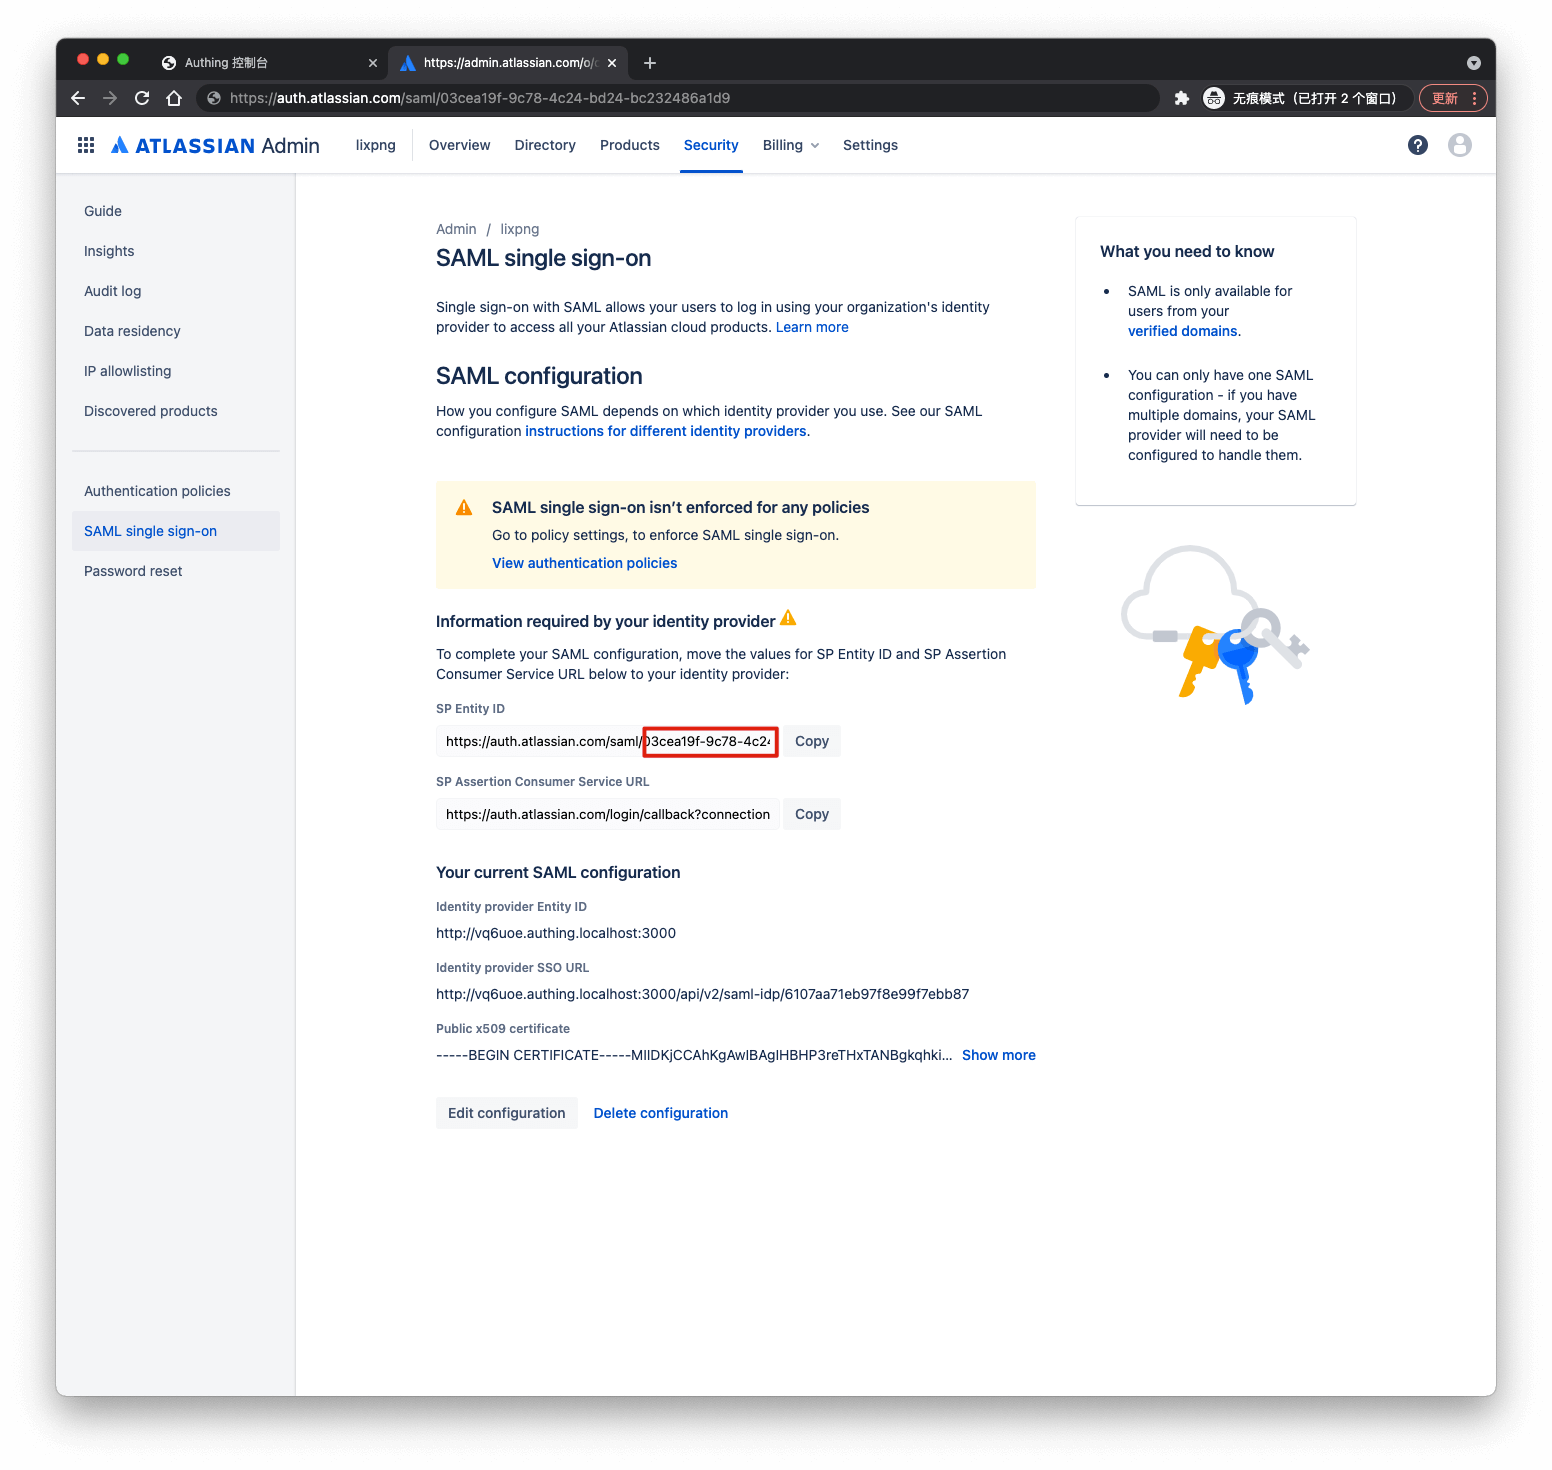 Authing 控制台
https://admin.atlassian.com/o/
https://auth.atlassian.com/saml/03cea19f-9c78-4c24-bd24-bc232486a1d9
无痕模式（已打开 2 个窗口）
更新
ATLASSIAN Admin
lixpng
Overview
Directory
Products
Security
Billing
Settings
Guide
Insights
Audit log
Data residency
IP allowlisting
Discovered products
Authentication policies
SAML single sign-on
Password reset
Admin / lixpng
SAML single sign-on
Single sign-on with SAML allows your users to log in using your organization's identity
provider to access all your Atlassian cloud products. Learn more
SAML configuration
How you configure SAML depends on which identity provider you use. See our SAML
configuration instructions for different identity providers.
SAML single sign-on isn’t enforced for any policies
Go to policy settings, to enforce SAML single sign-on.
View authentication policies
Information required by your identity provider
To complete your SAML configuration, move the values for SP Entity ID and SP Assertion
Consumer Service URL below to your identity provider:
SP Entity ID
https://auth.atlassian.com/saml/03cea19f-9c78-4c24
Copy
SP Assertion Consumer Service URL
https://auth.atlassian.com/login/callback?connection
Copy
Your current SAML configuration
Identity provider Entity ID
http://vq6uoe.authing.localhost:3000
Identity provider SSO URL
http://vq6uoe.authing.localhost:3000/api/v2/saml-idp/6107aa71eb97f8e99f7ebb87
Public x509 certificate
-----BEGIN CERTIFICATE-----MIIDKjCCAhKgAwIBAgIHBHP3reTHxTANBgkqhki... Show more
Edit configuration
Delete configuration
What you need to know
• SAML is only available for
users from your
verified domains.
• You can only have one SAML
configuration - if you have
multiple domains, your SAML
provider will need to be
configured to handle them.